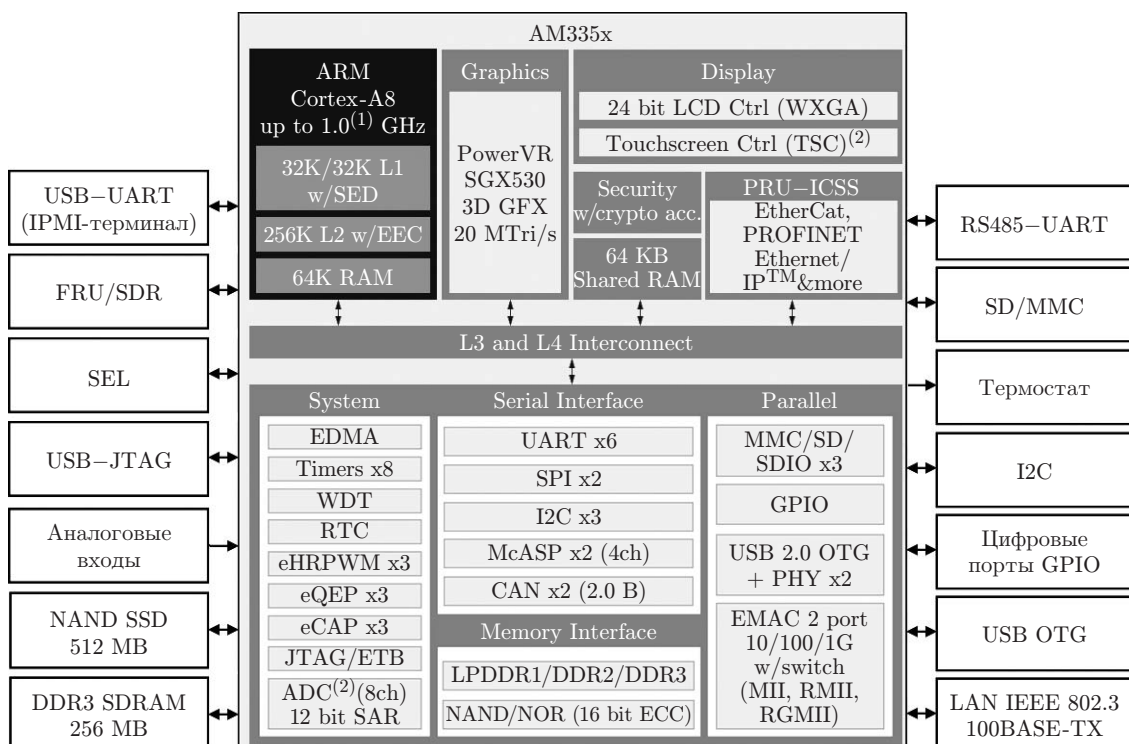 AM335x
ARM
Cortex-A8
up to 1.0(1) GHz
32K/32K L1
w/SED
256K L2 w/EEC
64K RAM
Graphics
PowerVR
SGX530
3D GFX
20 MTri/s
Display
24 bit LCD Ctrl (WXGA)
Touchscreen Ctrl (TSC)(2)
Security
w/crypto acc.
64 KB
Shared RAM
PRU−ICSS
EtherCat,
PROFINET
Ethernet/
IPTM&more
L3 and L4 Interconnect
System
EDMA
Timers x8
WDT
RTC
eHRPWM x3
eQEP x3
eCAP x3
JTAG/ETB
ADC(2)(8ch)
12 bit SAR
Serial Interface
UART x6
SPI x2
I2C x3
McASP x2 (4ch)
CAN x2 (2.0 B)
Memory Interface
LPDDR1/DDR2/DDR3
NAND/NOR (16 bit ECC)
Parallel
MMC/SD/
SDIO x3
GPIO
USB 2.0 OTG
+ PHY x2
EMAC 2 port
10/100/1G
w/switch
(MII, RMII,
RGMII)
USB−UART
(IPMI-терминал)
FRU/SDR
SEL
USB−JTAG
Аналоговые
входы
NAND SSD
512 MB
DDR3 SDRAM
256 MB
RS485−UART
SD/MMC
Термостат
I2C
Цифровые
порты GPIO
USB OTG
LAN IEEE 802.3
100BASE-TX